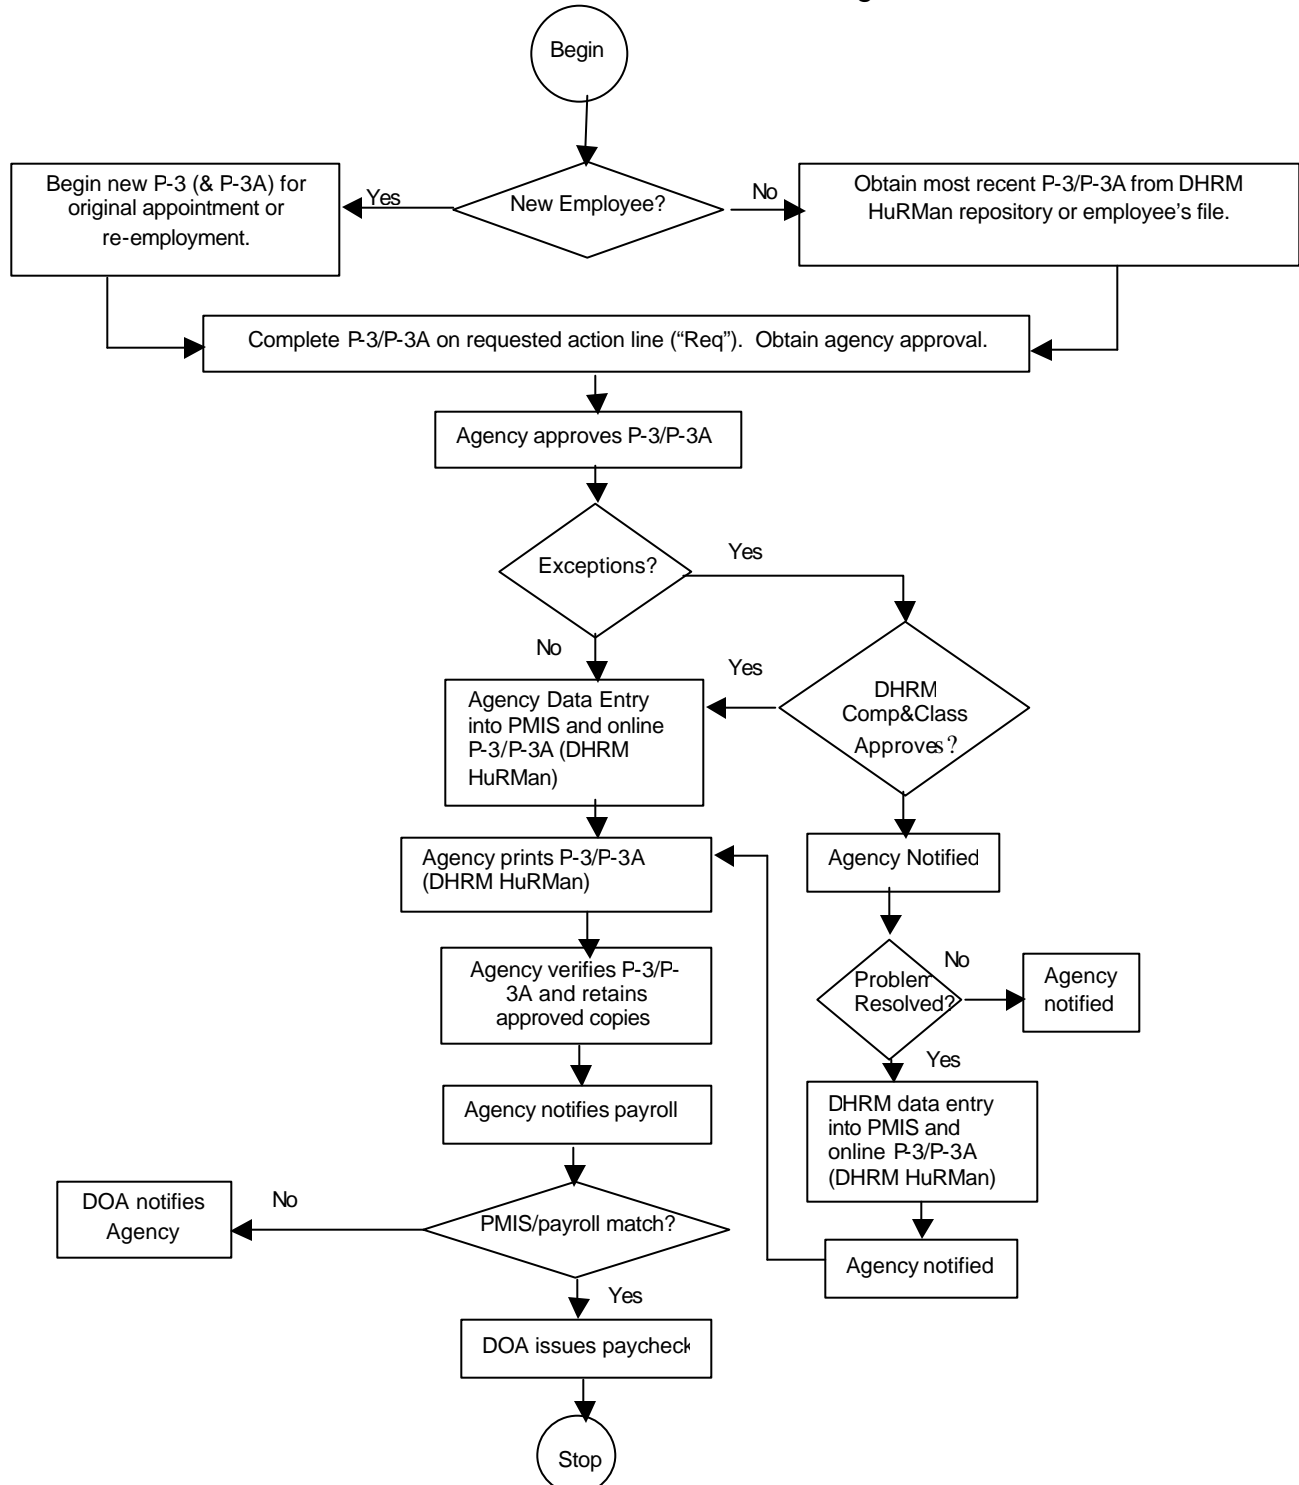 Begin
Begin new P-3 (& P-3A) for
original appointment or
re-employment.
Yes
New Employee?
No
Obtain most recent P-3/P-3A from DHRM
HuRMan repository or employee's file.
Complete P-3/P-3A on requested action line ("Req"). Obtain agency approval.
Agency approves P-3/P-3A
Exceptions?
Yes
No
Yes
Agency Data Entry
into PMIS and online
P-3/P-3A (DHRM
HuRMan)
DHRM
Comp&Class
Approves?
Agency prints P-3/P-3A
(DHRM HuRMan)
Agency Notified
Agency verifies P-3/P-
3A and retains
approved copies
Problem
Resolved?
No
Agency
notified
Yes
Agency notifies payroll
DHRM data entry
into PMIS and
online P-3/P-3A
(DHRM HuRMan)
DOA notifies
Agency
No
PMIS/payroll match?
Agency notified
Yes
DOA issues paycheck
Stop